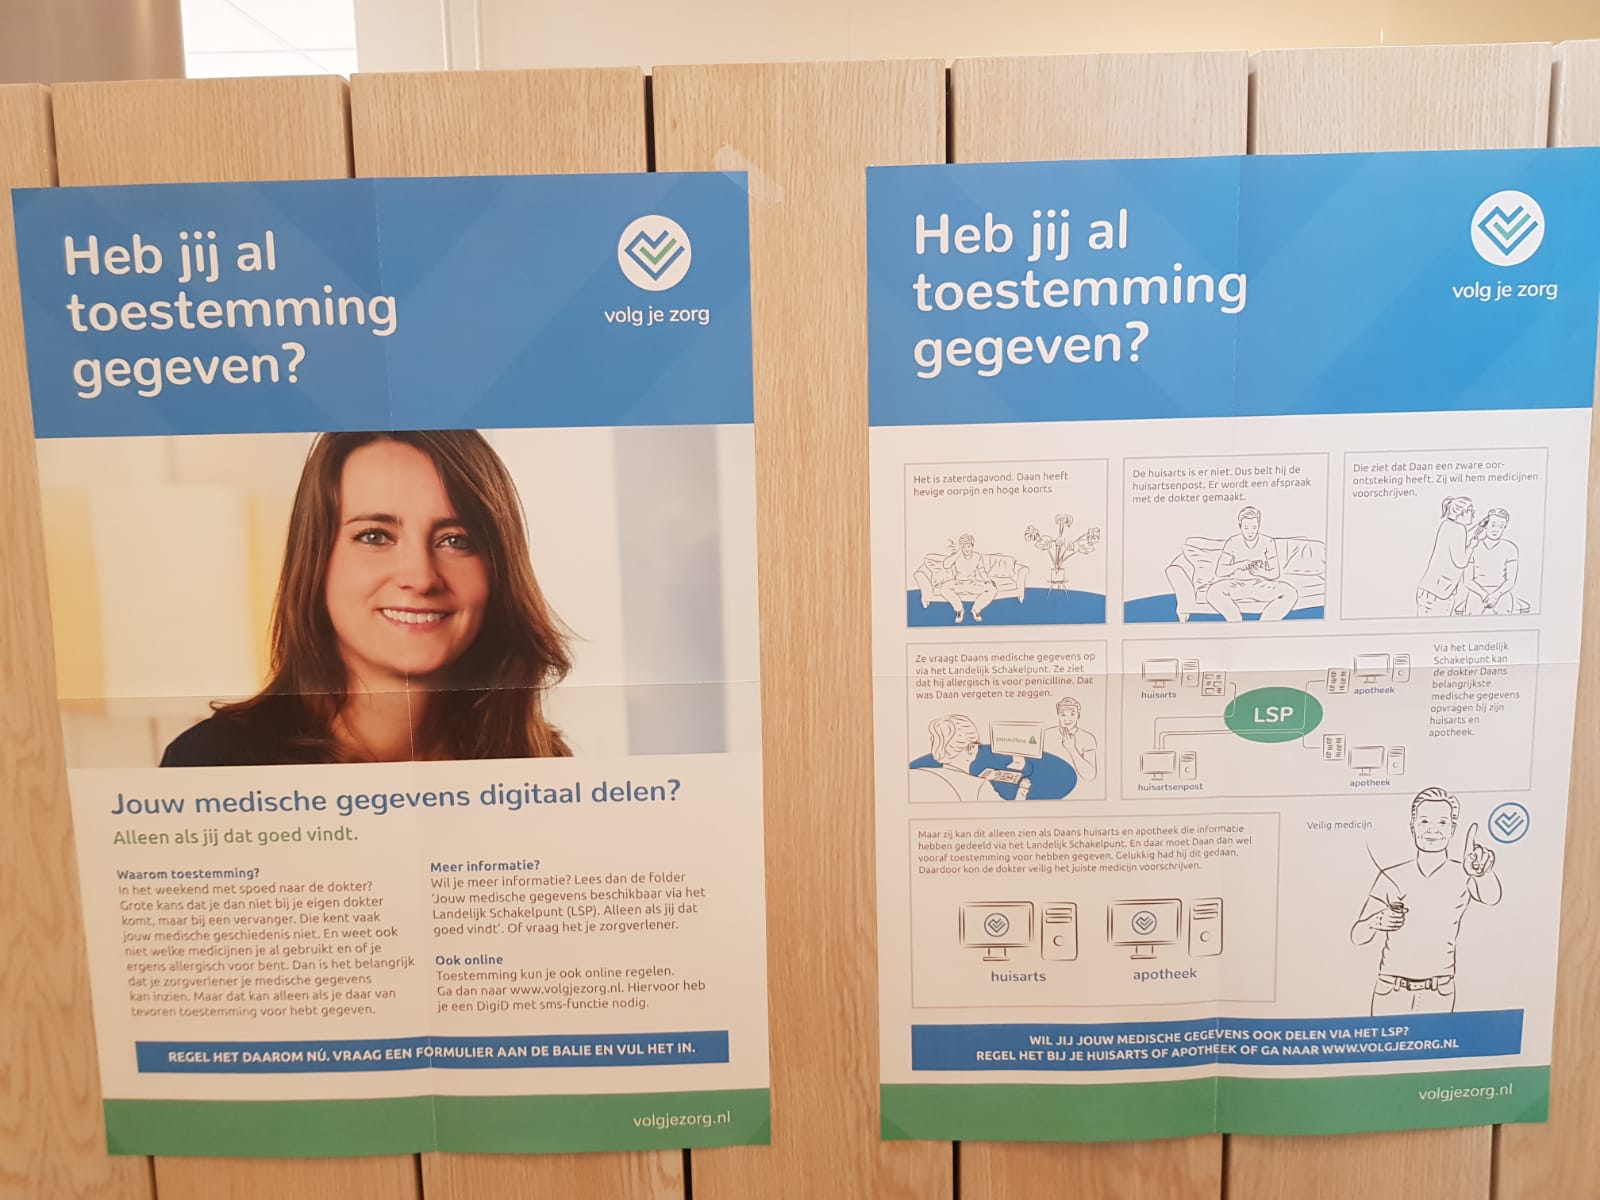 Heb jij al
toestemming
gegeven?
volg je zorg
Jouw medische gegevens digitaal delen?
Alleen als jij dat goed vindt.
Waarom toestemming?
In het weekend met spoed naar de dokter?
Grote kans dat je dan niet bij je eigen dokter
komt, maar bij een vervanger. Die kent vaak
jouw medische geschiedenis niet. En weet ook
niet welke medicijnen je al gebruikt en of je
ergens allergisch voor bent. Dan is het belangrijk
dat je zorgverlener je medische gegevens
kan inzien. Maar dat kan alleen als je daar van
tevoren toestemming voor hebt gegeven.
Meer informatie?
Wil je meer informatie? Lees dan de folder
'Jouw medische gegevens beschikbaar via het
Landelijk Schakelpunt (LSP). Alleen als jij dat
goed vindt'. Of vraag het je zorgverlener.
Ook online
Toestemming kun je ook online regelen.
Ga dan naar www.volgjezorg.nl. Hiervoor heb
je een DigiD met sms-functie nodig.
REGEL HET DAAROM NÚ. VRAAG EEN FORMULIER AAN DE BALIE EN VUL HET IN.
volgjezorg.nl
Heb jij al
toestemming
gegeven?
volg je zorg
Het is zaterdagavond. Daan heeft
hevige oorpijn en hoge koorts
De huisarts is er niet. Dus belt hij de
huisartsenpost. Er wordt een afspraak
met de dokter gemaakt.
Die ziet dat Daan een zware oor-
ontsteking heeft. Zij wil hem medicijnen
voorschrijven.
Ze vraagt Daans medische gegevens op
via het Landelijk Schakelpunt. Ze ziet
dat hij allergisch is voor penicilline. Dat
was Daan vergeten te zeggen.
penicilline
huisarts
apotheek
LSP
huisartsenpost
apotheek
Via het Landelijk
Schakelpunt kan
de dokter Daans
belangrijkste
medische gegevens
opvragen bij zijn
huisarts en
apotheek.
Maar zij kan dit alleen zien als Daans huisarts en apotheek die informatie
hebben gedeeld via het Landelijk Schakelpunt. En daar moet Daan dan wel
vooraf toestemming voor hebben gegeven. Gelukkig had hij dit gedaan.
Daardoor kon de dokter veilig het juiste medicijn voorschrijven.
huisarts
apotheek
Veilig medicijn
WIL JIJ JOUW MEDISCHE GEGEVENS OOK DELEN VIA HET LSP?
REGEL HET BIJ JE HUISARTS OF APOTHEEK OF GA NAAR WWW.VOLGJEZORG.NL
volgjezorg.nl